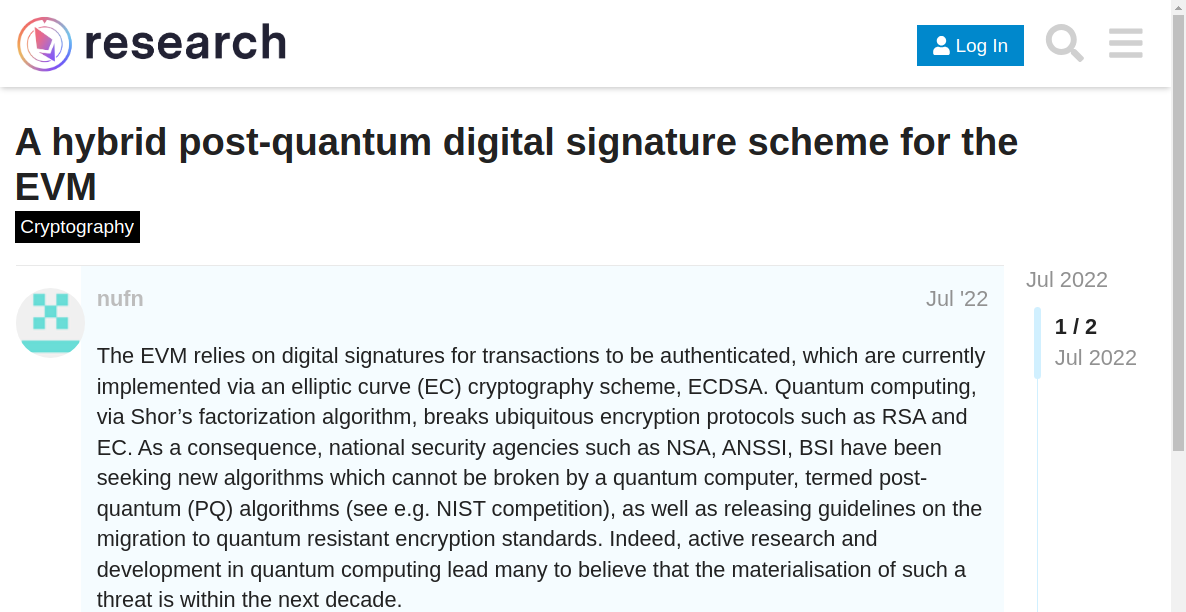 research
Log In
A hybrid post-quantum digital signature scheme for the
EVM
Cryptography
nufn
Jul '22
The EVM relies on digital signatures for transactions to be authenticated, which are currently
implemented via an elliptic curve (EC) cryptography scheme, ECDSA. Quantum computing,
via Shor’s factorization algorithm, breaks ubiquitous encryption protocols such as RSA and
EC. As a consequence, national security agencies such as NSA, ANSSI, BSI have been
seeking new algorithms which cannot be broken by a quantum computer, termed post-
quantum (PQ) algorithms (see e.g. NIST competition), as well as releasing guidelines on the
migration to quantum resistant encryption standards. Indeed, active research and
development in quantum computing lead many to believe that the materialisation of such a
threat is within the next decade.
Jul 2022
1 / 2
Jul 2022